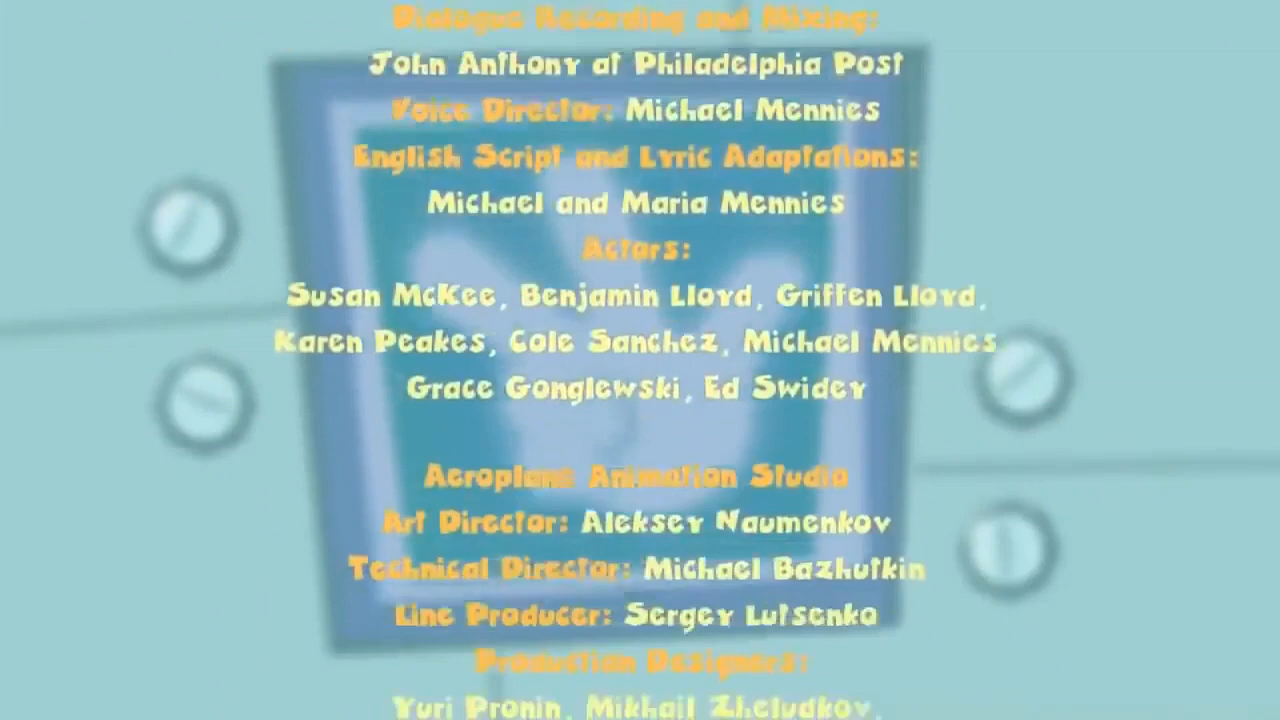 Dialogue Recording and Mixing:
John Anthony at Philadelphia Post
Voice Director: Michael Mennies
English Script and Lyric Adaptations:
Michael and Maria Mennies
Actors:
Susan McKee, Benjamin Lloyd, Griffen Lloyd,
Karen Peakes, Cole Sanchez, Michael Mennies
Grace Gonglewski, Ed Swidey
Aeroplane Animation Studio
Art Director: Aleksey Naumenkov
Technical Director: Michael Bazhutkin
Line Producer: Sergey Lutsenko
Production Designers:
Yuri Pronin, Mikhail Zheludkov,